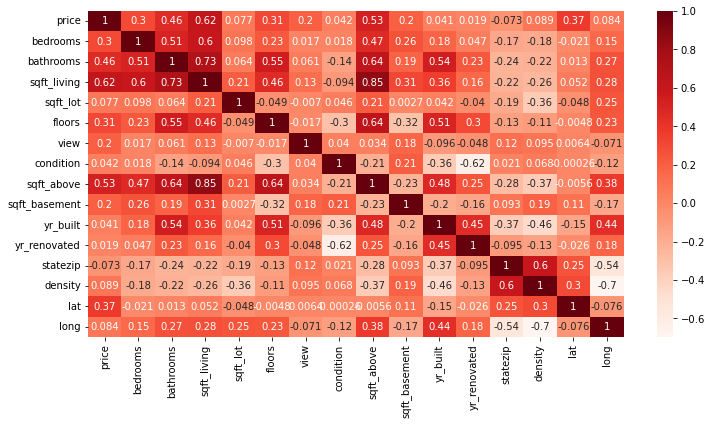 price 1 0.3 0.46 0.62 0.077 0.31 0.2 0.042 0.53 0.2 0.041 0.019 -0.073 0.089 0.37 0.084
bedrooms 0.3 1 0.51 0.6 0.098 0.23 0.017 0.018 0.47 0.26 0.18 0.047 -0.17 -0.18 -0.021 0.15
bathrooms 0.46 0.51 1 0.73 0.064 0.55 0.061 -0.14 0.64 0.19 0.54 0.23 -0.24 -0.22 0.013 0.27
sqft_living 0.62 0.6 0.73 1 0.21 0.46 0.13 -0.094 0.85 0.31 0.36 0.16 -0.22 -0.26 0.052 0.28
sqft_lot 0.077 0.098 0.064 0.21 1 -0.049 -0.007 0.046 0.21 0.0027 0.042 -0.04 -0.19 -0.36 -0.048 0.25
floors 0.31 0.23 0.55 0.46 -0.049 1 -0.017 -0.3 0.64 -0.32 0.51 0.3 -0.13 -0.11 -0.0048 0.23
view 0.2 0.017 0.061 0.13 -0.007 -0.017 1 0.04 0.034 0.18 -0.096 -0.048 0.12 0.095 -0.0064 -0.071
condition 0.042 0.018 -0.14 -0.094 0.046 -0.3 0.04 1 -0.21 0.21 -0.36 -0.62 0.021 0.068 0.00026 -0.12
sqft_above 0.53 0.47 0.64 0.85 0.21 0.64 0.034 -0.21 1 -0.23 0.48 0.25 -0.28 -0.37 -0.0056 0.38
sqft_basement 0.2 0.26 0.19 0.31 0.0027 -0.32 0.18 0.21 -0.23 1 -0.2 -0.16 0.093 0.19 0.11 -0.17
yr_built 0.041 0.18 0.54 0.36 0.042 0.51 -0.096 -0.36 0.48 -0.2 1 0.45 -0.37 -0.46 -0.15 0.44
yr_renovated 0.019 0.047 0.23 0.16 -0.04 0.3 -0.048 -0.62 0.25 -0.16 0.45 1 -0.095 -0.13 -0.026 0.18
statezip -0.073 -0.17 -0.24 -0.22 -0.19 -0.13 0.12 0.021 -0.28 0.093 -0.37 -0.095 1 0.6 0.25 -0.54
density 0.089 -0.18 -0.22 -0.26 -0.36 -0.11 0.095 0.068 -0.37 0.19 -0.46 -0.13 0.6 1 0.3 -0.7
lat 0.37 -0.021 0.013 0.052 -0.048 -0.0048 -0.0064 0.00026 -0.0056 0.11 -0.15 -0.026 0.25 0.3 1 -0.076
long 0.084 0.15 0.27 0.28 0.25 0.23 -0.071 -0.12 0.38 -0.17 0.44 0.18 -0.54 -0.7 -0.076 1
price bedrooms bathrooms sqft_living sqft_lot floors view condition sqft_above sqft_basement yr_built yr_renovated statezip density lat long
1.0
0.8
0.6
0.4
0.2
0.0
-0.2
-0.4
-0.6